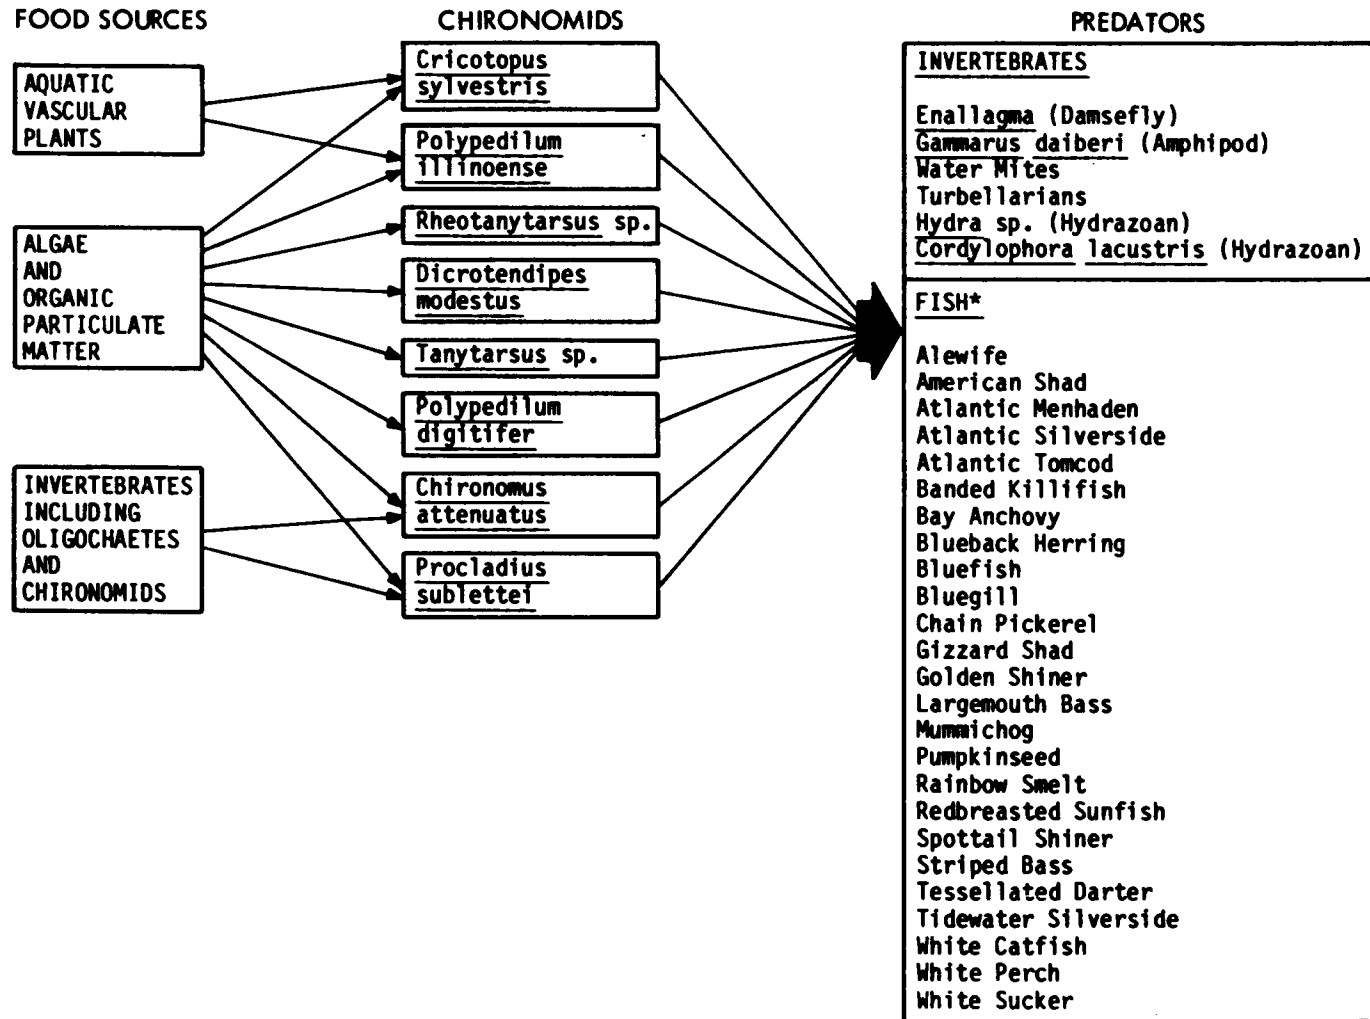 FOOD SOURCES
CHIRONOMIDS
PREDATORS
AQUATIC
VASCULAR
PLANTS
ALGAE
AND
ORGANIC
PARTICULATE
MATTER
INVERTEBRATES
INCLUDING
OLIGOCHAETES
AND
CHIRONOMIDS
Cricotopus
sylvestris
Polypedilum
illinoense
Rheotanytarsus sp.
Dicrotendipes
modestus
Tanytarsus sp.
Polypedilum
digitifer
Chironomus
attenuatus
Procladius
sublettei
INVERTEBRATES
Enallagma (Damsefly)
Gammarus daiberi (Amphipod)
Water Mites
Turbellarians
Hydra sp. (Hydrazoan)
Cordylophora lacustris (Hydrazoan)
FISH*
Alewife
American Shad
Atlantic Menhaden
Atlantic Silverside
Atlantic Tomcod
Banded Killifish
Bay Anchovy
Blueback Herring
Bluefish
Bluegill
Chain Pickerel
Gizzard Shad
Golden Shiner
Largemouth Bass
Mummichog
Pumpkinseed
Rainbow Smelt
Redbreasted Sunfish
Spottail Shiner
Striped Bass
Tessellated Darter
Tidewater Silverside
White Catfish
White Perch
White Sucker